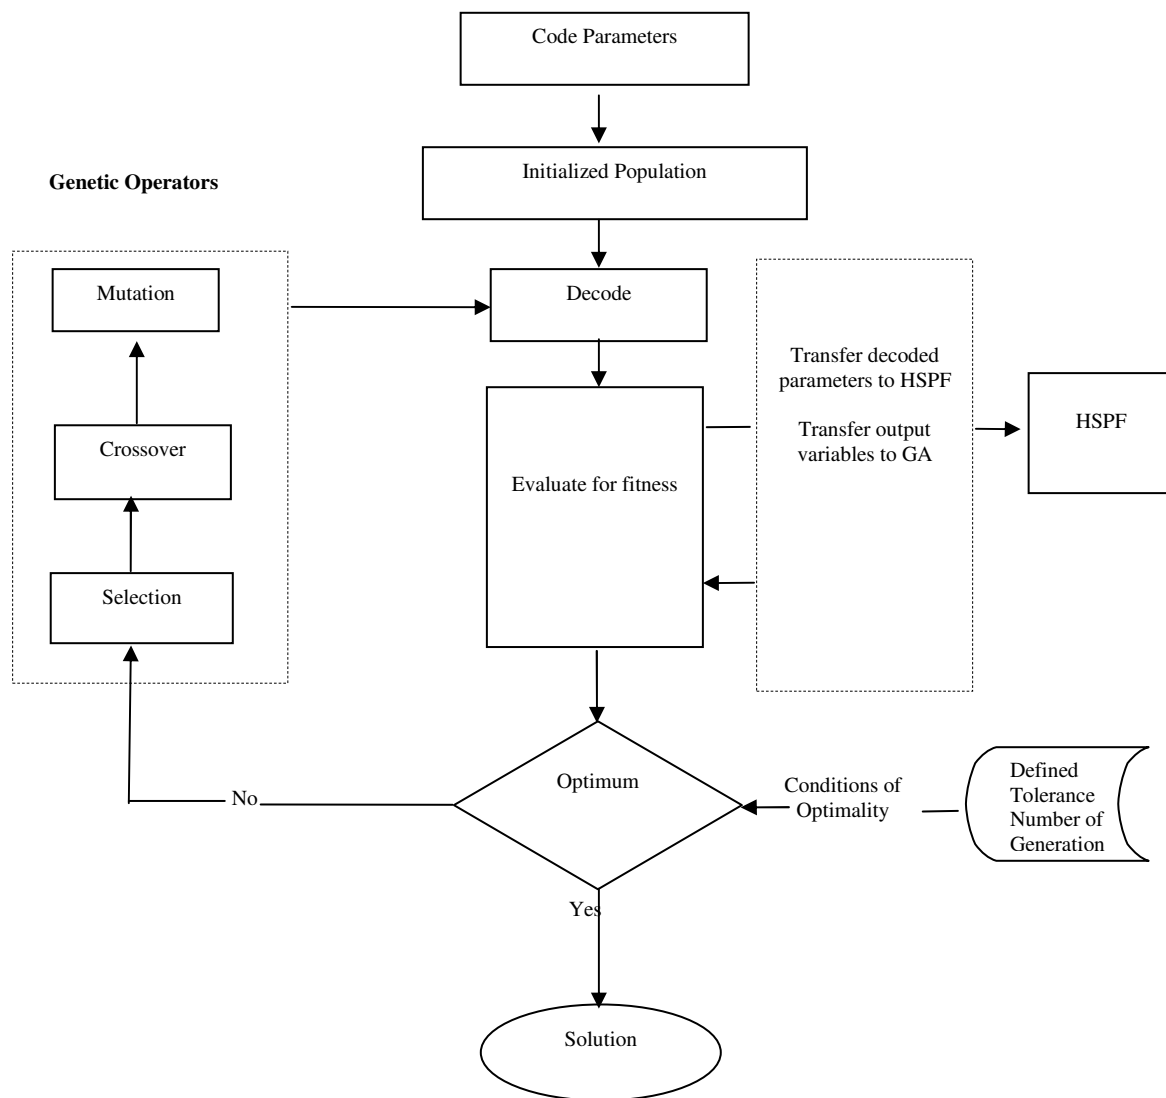 Code Parameters
Initialized Population
Genetic Operators
Mutation
Decode
Transfer decoded
parameters to HSPF
Transfer output
variables to GA
HSPF
Crossover
Evaluate for fitness
Selection
Optimum
Conditions of
Optimality
Defined
Tolerance
Number of
Generation
No
Yes
Solution